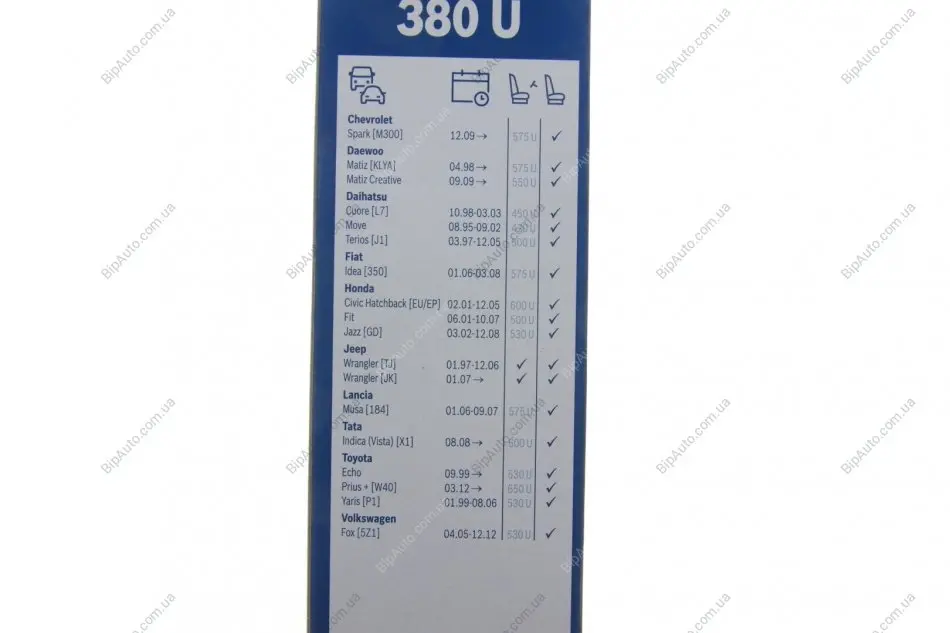 380 U
Chevrolet
Spark [M300] 12.09→ 575 U ✓
Daewoo
Matiz [KLYA] 04.98→ 575 U ✓
Matiz Creative 09.09→ 550 U ✓
Daihatsu
Cuore [L7] 10.98-03.03 450 U ✓
Move 08.95-09.02 ✓
Terios [J1] 03.97-12.05 500 U ✓
Fiat
Idea [350] 01.06-03.08 575 U ✓
Honda
Civic Hatchback [EU/EP] 02.01-12.05 600 U ✓
Fit 06.01-10.07 500 U ✓
Jazz [GD] 03.02-12.08 530 U ✓
Jeep
Wrangler [TJ] 01.97-12.06 ✓ ✓
Wrangler [JK] 01.07→ ✓ ✓
Lancia
Musa [184] 01.06-09.07 575 U ✓
Tata
Indica (Vista) [X1] 08.08→ 600 U ✓
Toyota
Echo 09.99→ 530 U ✓
Prius + [W40] 03.12→ 650 U ✓
Yaris [P1] 01.99-08.06 530 U ✓
Volkswagen
Fox [5Z1] 04.05-12.12 530 U ✓
BipAuto.com.ua